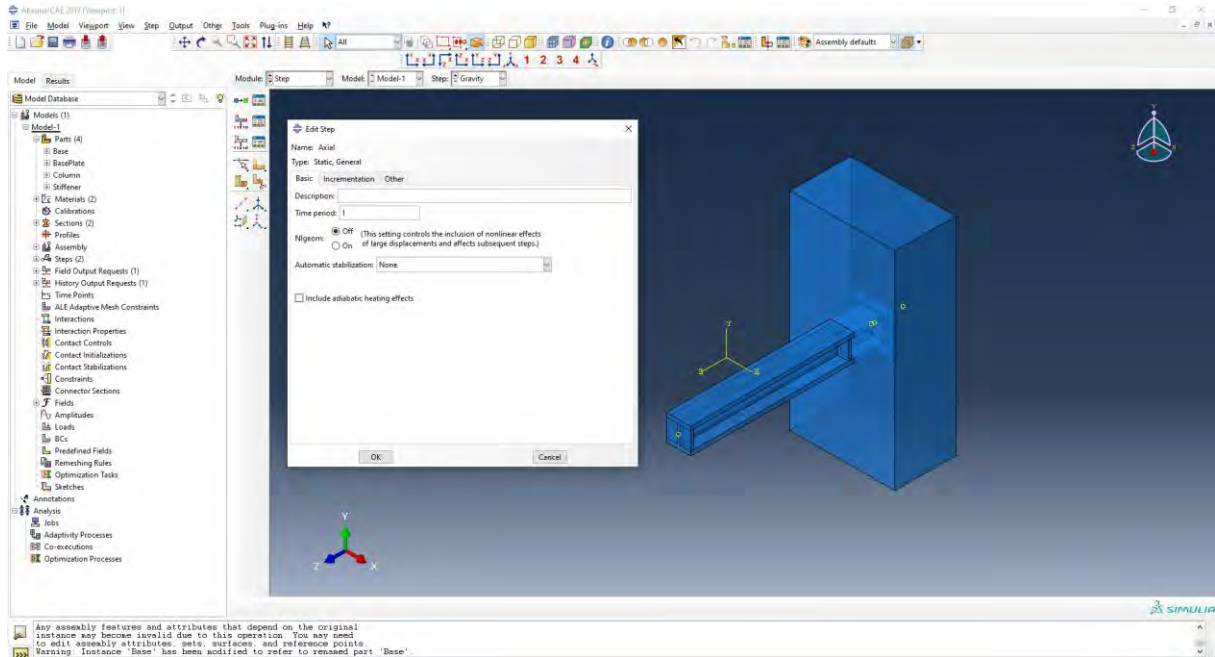 Abaqus/CAE 2017 [Viewport: 1]
File Model Viewport View Step Output Other Tools Plug-ins Help
All
Assembly defaults
1 2 3 4
Model Results
Module: Step Model: Model-1 Step: Gravity
Model Database
Models (1)
Model-1
Parts (4)
Base
BasePlate
Column
Stiffener
Materials (2)
Calibrations
Sections (2)
Profiles
Assembly
Steps (2)
Field Output Requests (1)
History Output Requests (1)
Time Points
ALE Adaptive Mesh Constraints
Interactions
Interaction Properties
Contact Controls
Contact Initializations
Contact Stabilizations
Constraints
Connector Sections
Fields
Amplitudes
Loads
BCs
Predefined Fields
Remeshing Rules
Optimization Tasks
Sketches
Annotations
Analysis
Jobs
Adaptivity Processes
Co-executions
Optimization Processes
Edit Step
Name: Axial
Type: Static, General
Basic Incrementation Other
Description:
Time period: 1
Nlgeom:
Off
On
(This setting controls the inclusion of nonlinear effects
of large displacements and affects subsequent steps.)
Automatic stabilization: None
Include adiabatic heating effects
OK Cancel
Y
Z X
Y
Z X
SIMULIA
Any assembly features and attributes that depend on the original
instance may become invalid due to this operation. You may need
to edit assembly attributes, sets, surfaces, and reference points.
Warning: Instance 'Base' has been modified to refer to renamed part 'Base'.
>>>